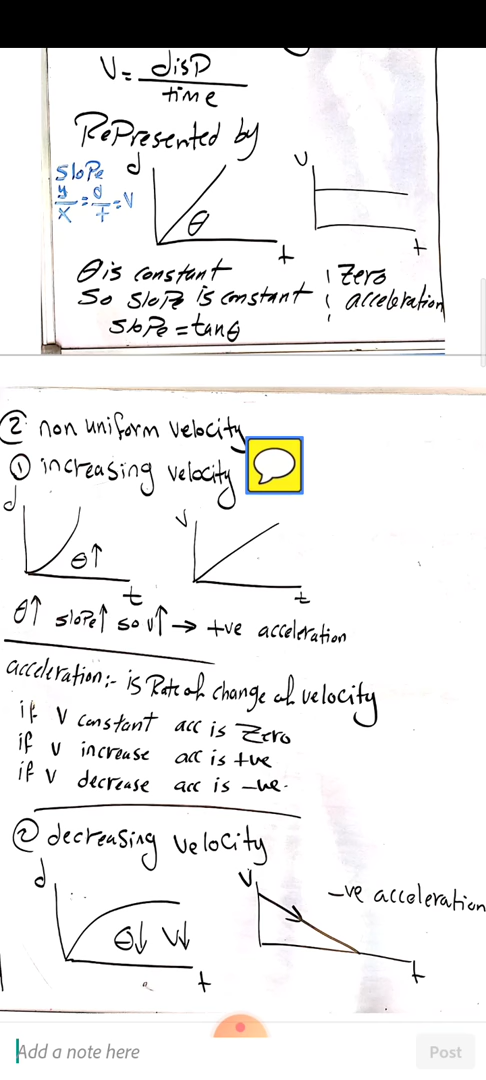 V = disP
time
RePresented by
sloPe
y/x = d/t = V
d
θ
t
V
t
θ is constant
So sloPe is constant
sloPe = tanθ
Zero
acceleration
② non uniform velocity
① increasing velocity
d
θ↑
t
V
t
θ↑ slope↑ so v↑ → +ve acceleration
acceleration:- is Rate of change of velocity
if V constant acc is Zero
if v increase acc is +ve
if V decrease acc is -ve.
② decreasing velocity
d
θ↓ V↓
t
V
-ve acceleration
t
Add a note here
Post